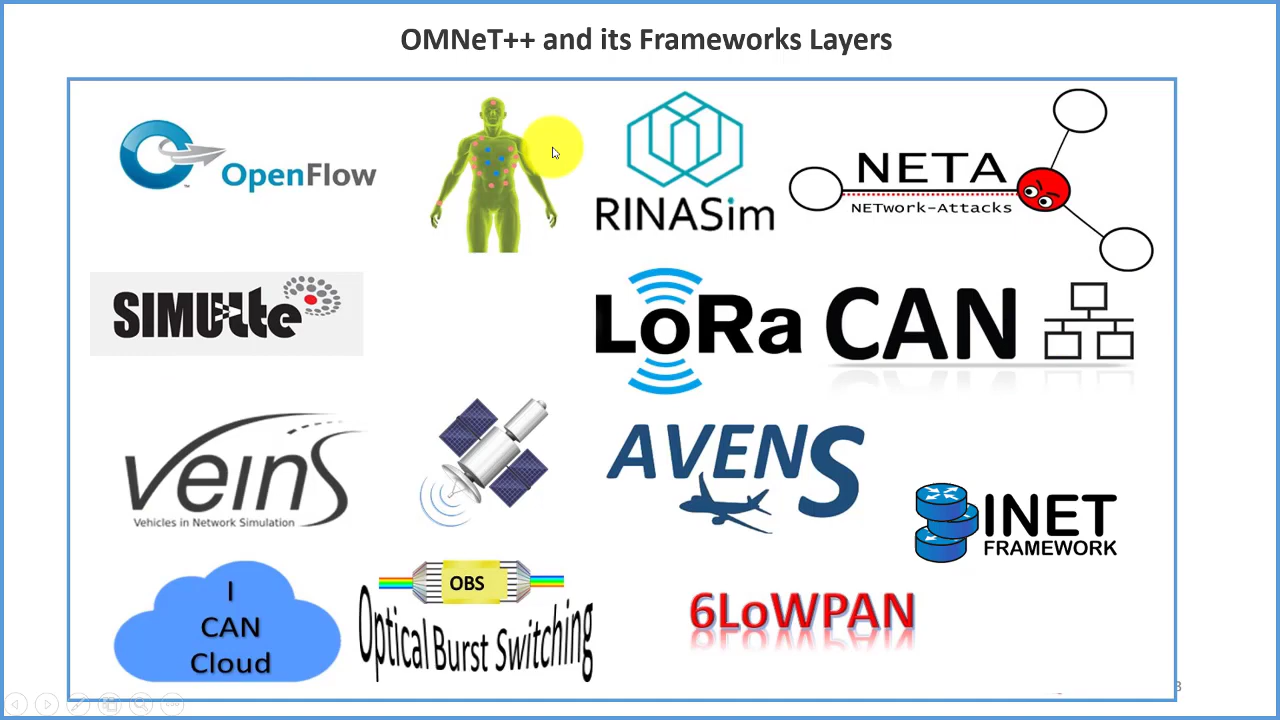 OMNeT++ and its Frameworks Layers
OpenFlow
RINASim
NETA
NETwork-Attacks
SIMULte
LoRa
CAN
veins
Vehicles in Network Simulation
AVENS
INET
FRAMEWORK
I
CAN
Cloud
OBS
Optical Burst Switching
6LoWPAN
3